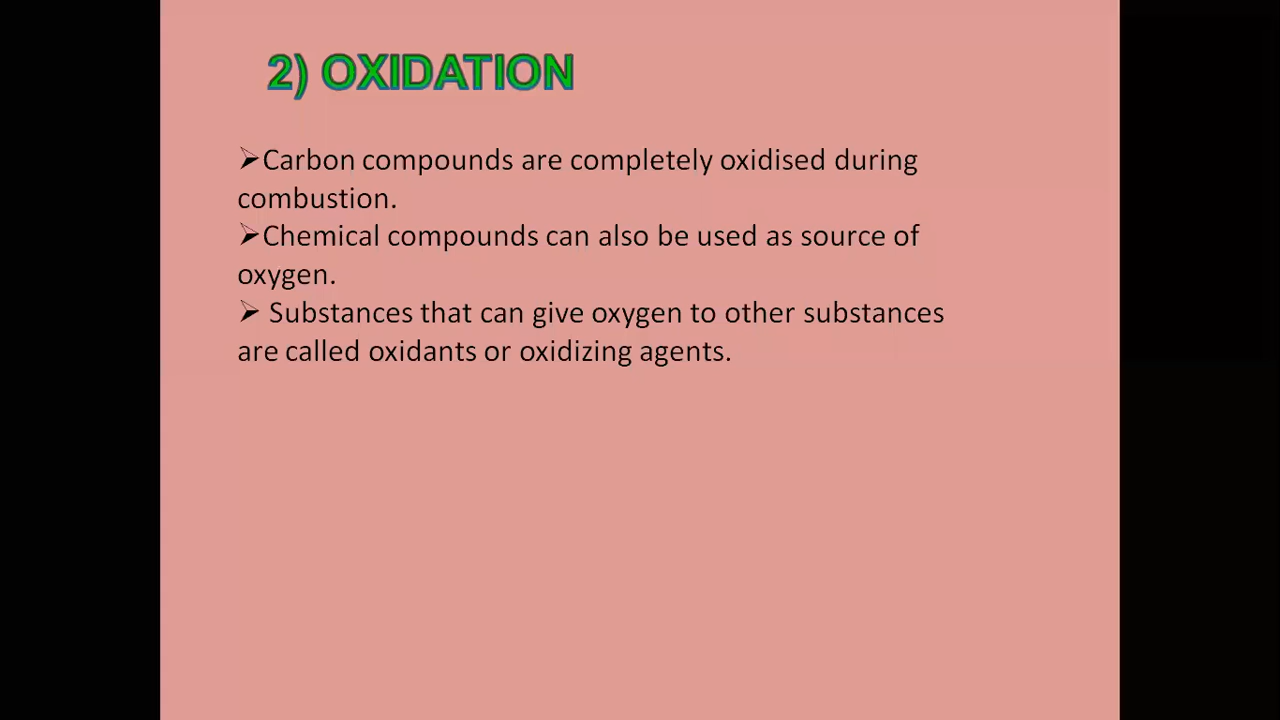 2) OXIDATION
➢Carbon compounds are completely oxidised during
combustion.
➢Chemical compounds can also be used as source of
oxygen.
➢ Substances that can give oxygen to other substances
are called oxidants or oxidizing agents.